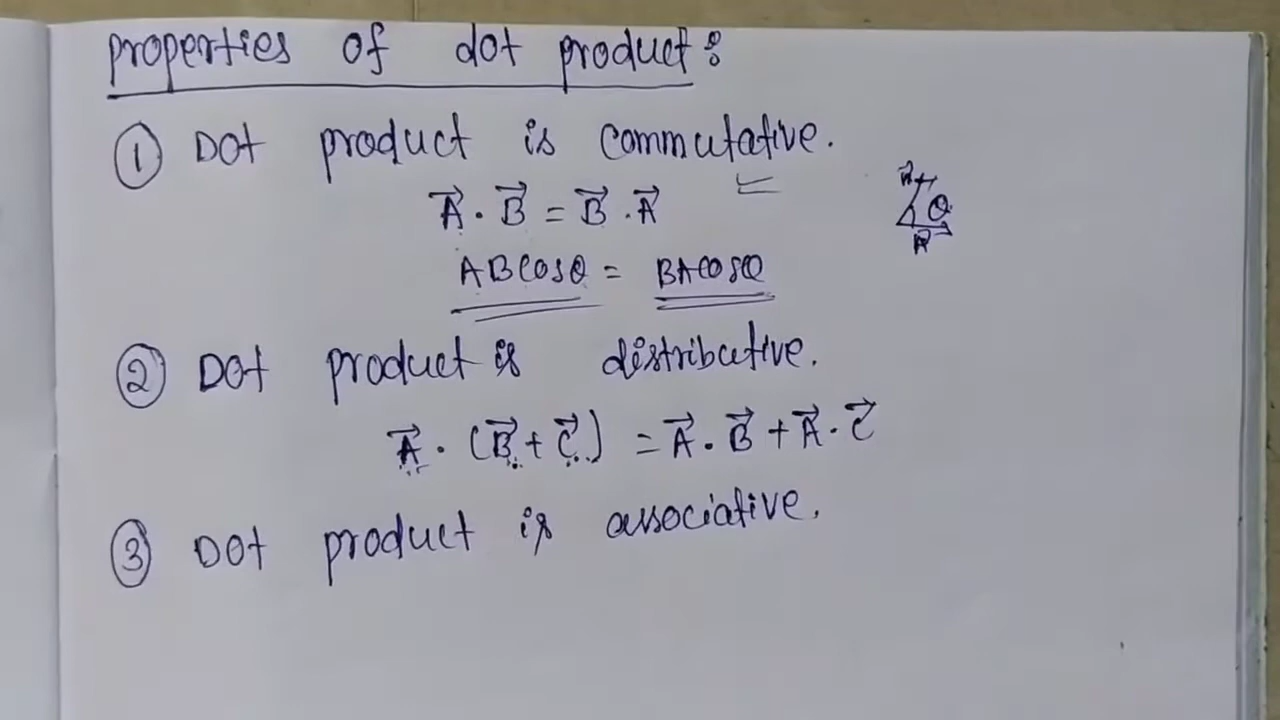 properties of dot product:
① Dot product is commutative.
A⃗ . B⃗ = B⃗ . A⃗
ABcosθ = BAcosθ
θ
② Dot product is distributive.
A⃗ . (B⃗ + C⃗) = A⃗ . B⃗ + A⃗ . C⃗
③ Dot product is associative.